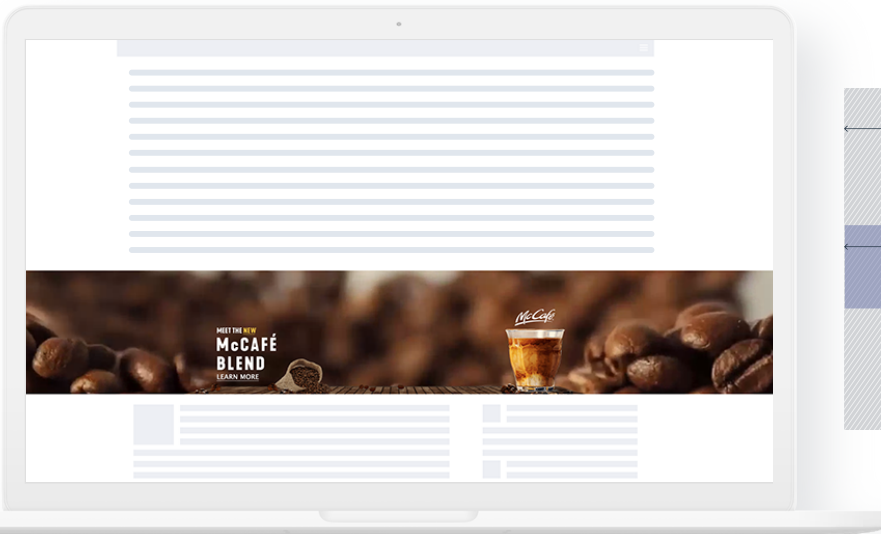 McCafé
MEET THE NEW
McCAFÉ
BLEND
LEARN MORE